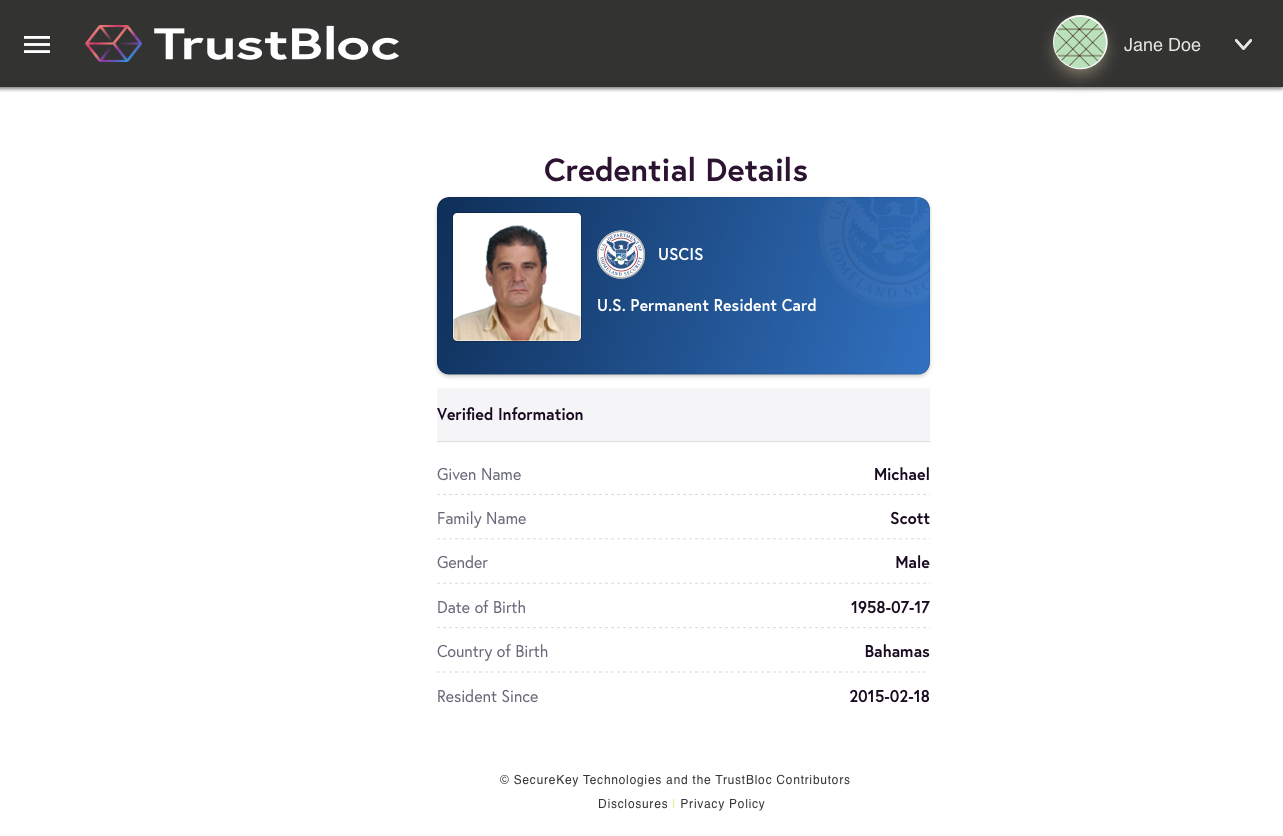 TrustBloc
Jane Doe
Credential Details
USCIS
U.S. Permanent Resident Card
Verified Information
Given Name Michael
Family Name Scott
Gender Male
Date of Birth 1958-07-17
Country of Birth Bahamas
Resident Since 2015-02-18
© SecureKey Technologies and the TrustBloc Contributors
Disclosures | Privacy Policy